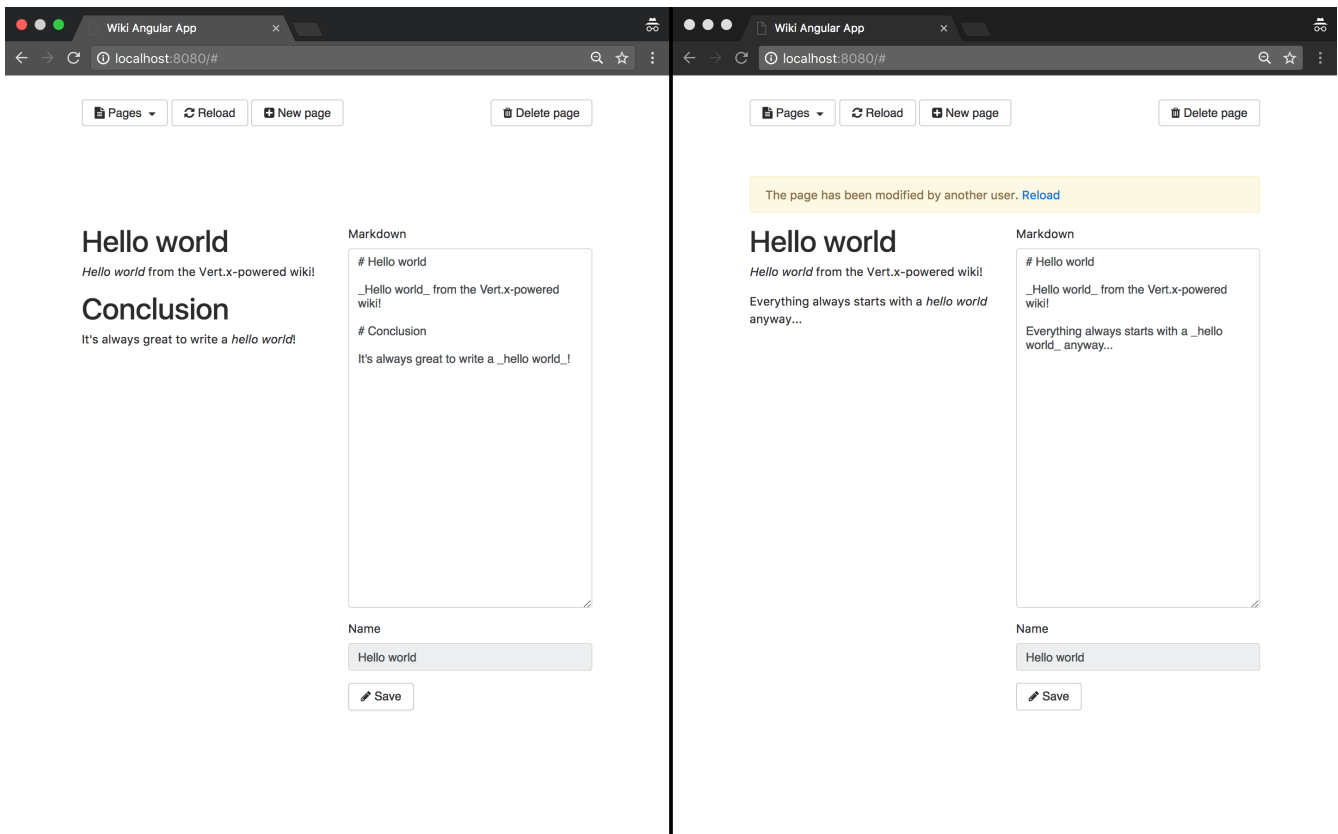 Wiki Angular App
localhost:8080/#
Pages
Reload
New page
Delete page
Hello world
Hello world from the Vert.x-powered wiki!
Conclusion
It's always great to write a hello world!
Markdown
# Hello world
_Hello world_ from the Vert.x-powered
wiki!
# Conclusion
It's always great to write a _hello world_!
Name
Hello world
Save
Wiki Angular App
localhost:8080/#
Pages
Reload
New page
Delete page
The page has been modified by another user. Reload
Hello world
Hello world from the Vert.x-powered wiki!
Everything always starts with a hello world
anyway...
Markdown
# Hello world
_Hello world_ from the Vert.x-powered
wiki!
Everything always starts with a _hello
world_ anyway...
Name
Hello world
Save